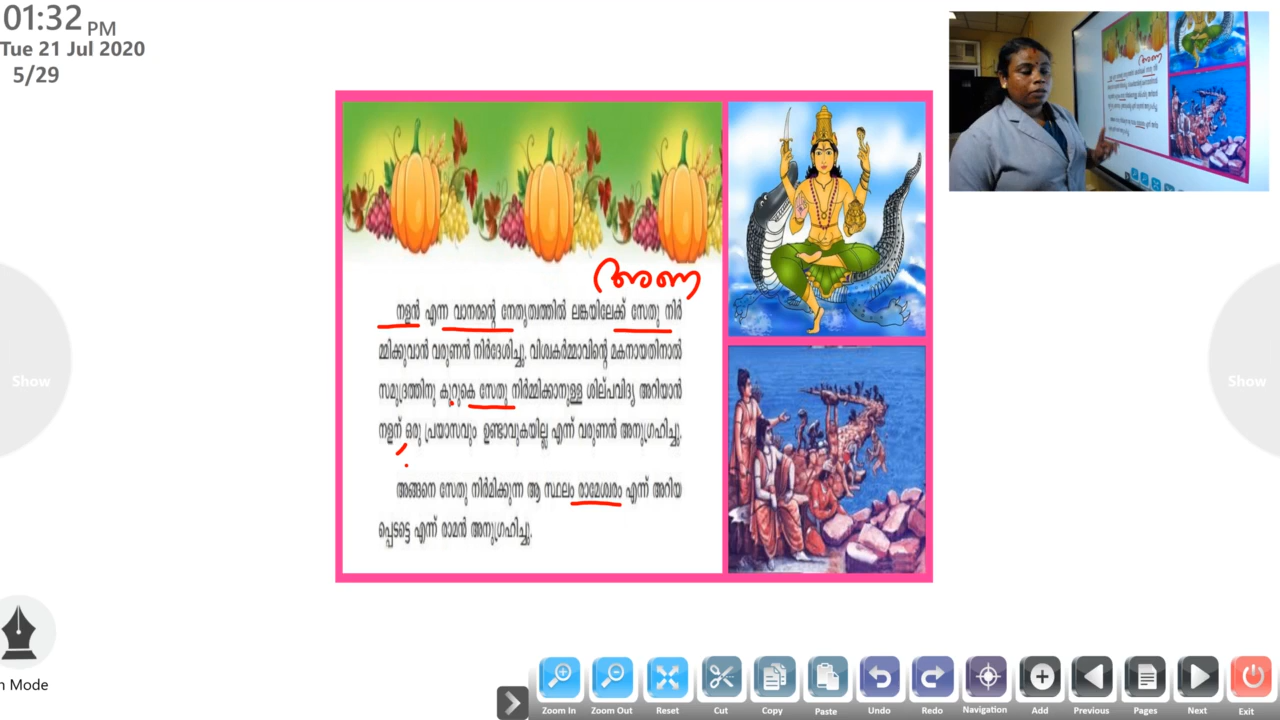 01:32 PM
Tue 21 Jul 2020
5/29
Show
Show
അണ
നളൻ എന്ന വാനരന്റെ നേതൃത്വത്തിൽ ലങ്കയിലേക്ക് സേതു നിർ
മ്മിക്കുവാൻ വരുണൻ നിർദേശിച്ചു. വിശ്വകർമ്മാവിന്റെ മകനായതിനാൽ
സമുദ്രത്തിനു കുറുകെ സേതു നിർമ്മിക്കാനുള്ള ശില്പവിദ്യ അറിയാൻ
നളന് ഒരു പ്രയാസവും ഉണ്ടാവുകയില്ല എന്ന് വരുണൻ അനുഗ്രഹിച്ചു.
അങ്ങനെ സേതു നിർമിക്കുന്ന ആ സ്ഥലം രാമേശ്വരം എന്ന് അറിയ
പ്പെടട്ടെ എന്ന് രാമൻ അനുഗ്രഹിച്ചു.
n Mode
Zoom In Zoom Out Reset Cut Copy Paste Undo Redo Navigation Add Previous Pages Next Exit